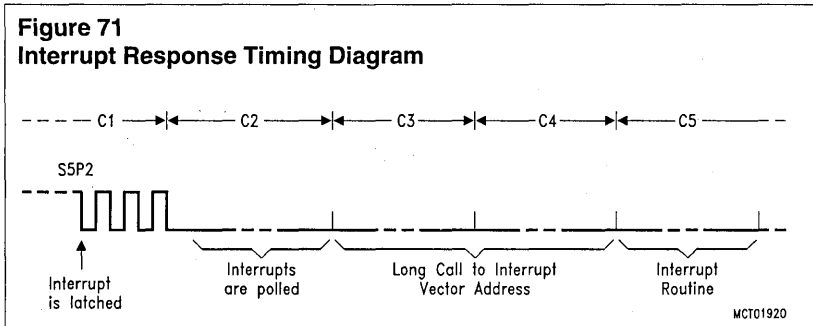 Figure 71
Interrupt Response Timing Diagram
C1
C2
C3
C4
C5
S5P2
Interrupt
is latched
Interrupts
are polled
Long Call to Interrupt
Vector Address
Interrupt
Routine
MCT01920